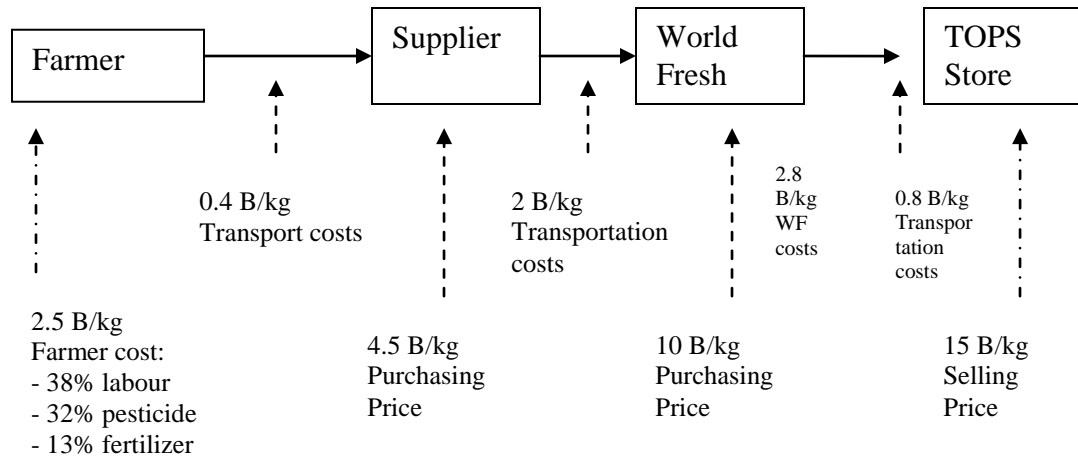 Farmer
Supplier
World
Fresh
TOPS
Store
0.4 B/kg
Transport costs
2 B/kg
Transportation
costs
2.8
B/kg
WF
costs
0.8 B/kg
Transpor
tation
costs
2.5 B/kg
Farmer cost:
- 38% labour
- 32% pesticide
- 13% fertilizer
4.5 B/kg
Purchasing
Price
10 B/kg
Purchasing
Price
15 B/kg
Selling
Price